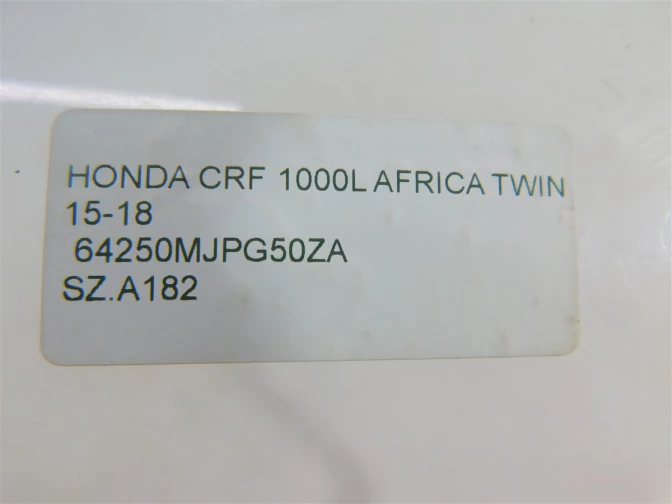 HONDA CRF 1000L AFRICA TWIN
15-18
64250MJPG50ZA
SZ.A182